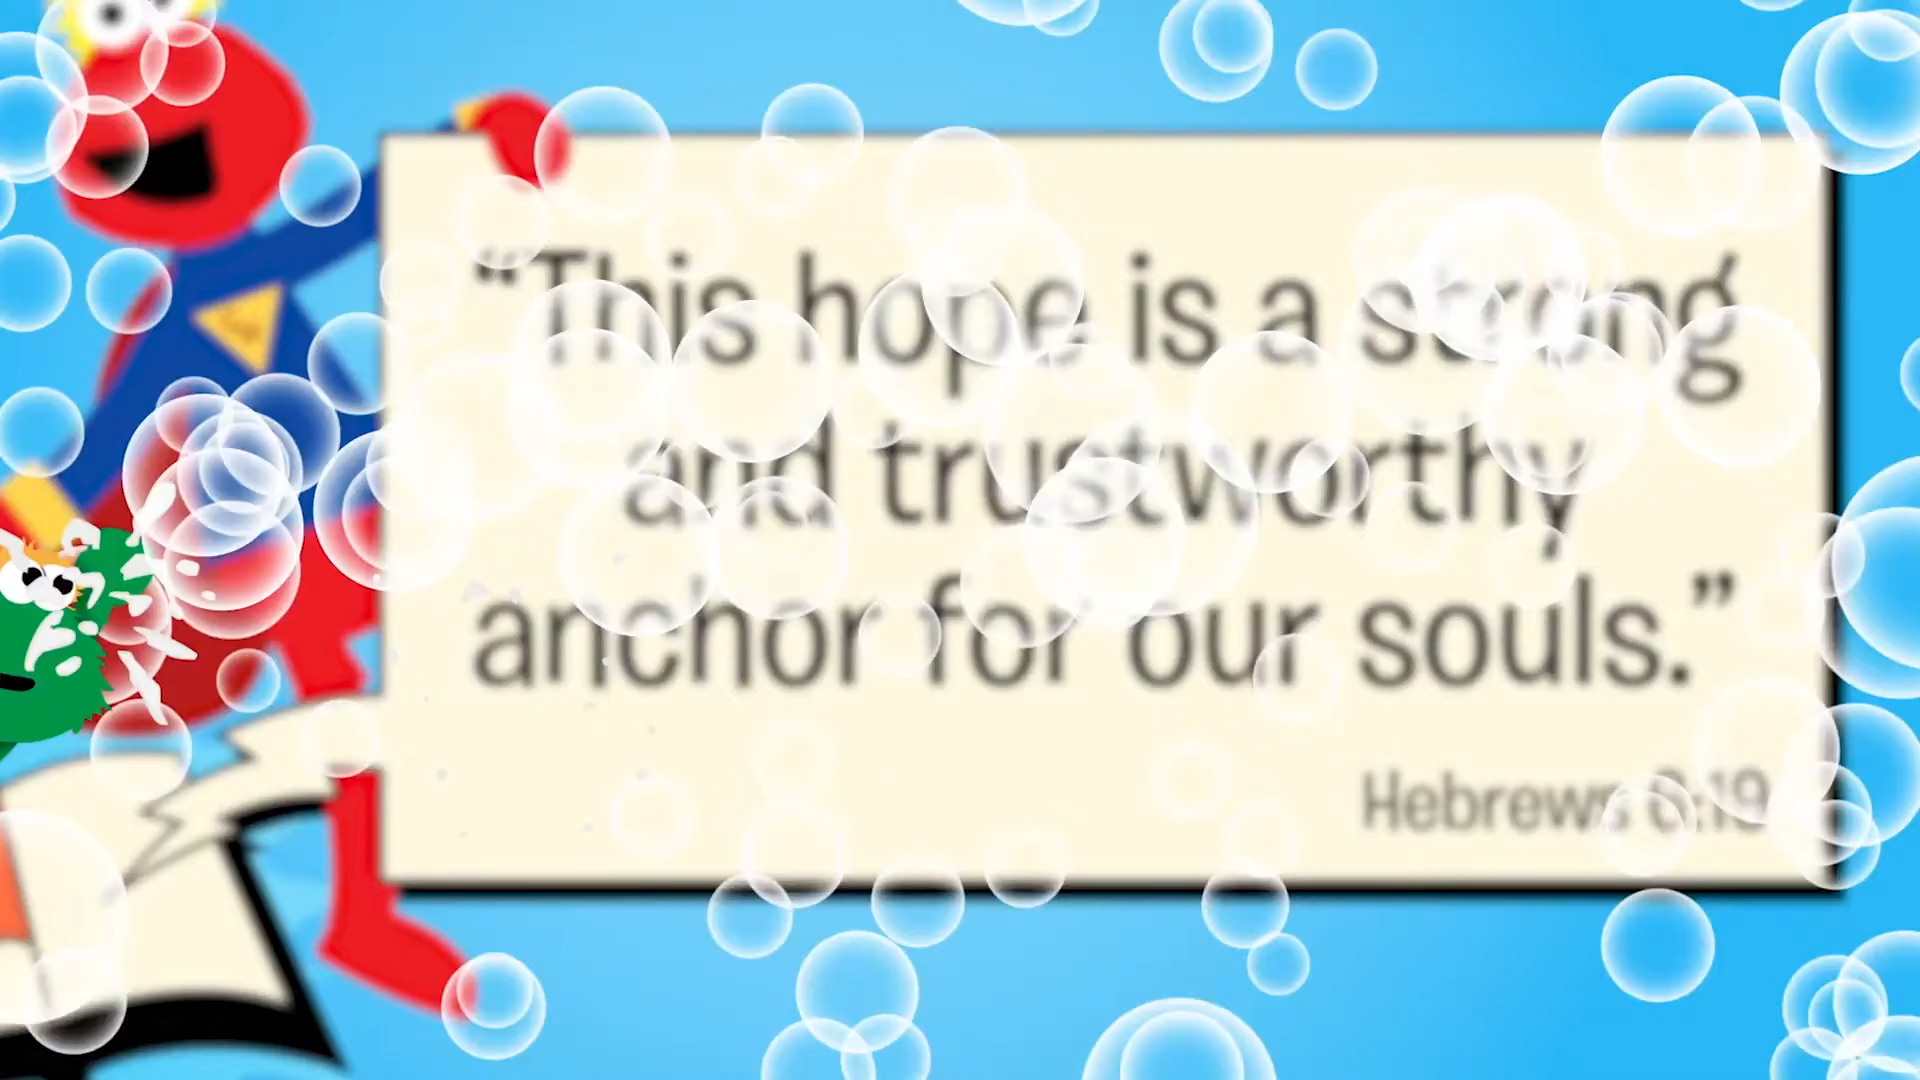 “This hope is a strong
and trustworthy
anchor for our souls.”
Hebrews 6:19